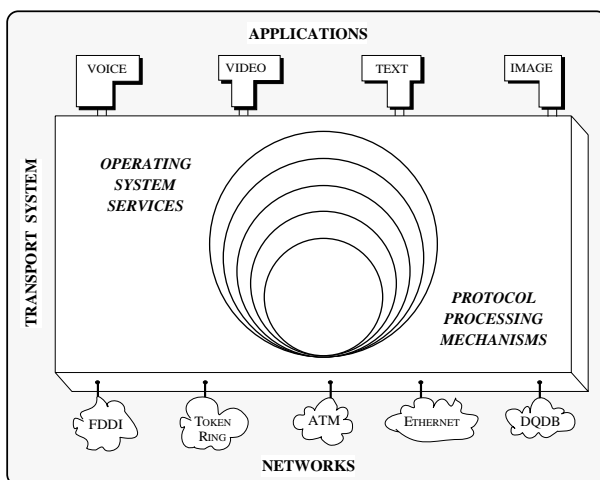 APPLICATIONS
VOICE
VIDEO
TEXT
IMAGE
TRANSPORT SYSTEM
OPERATING
SYSTEM
SERVICES
PROTOCOL
PROCESSING
MECHANISMS
FDDI
TOKEN
RING
ATM
ETHERNET
DQDB
NETWORKS